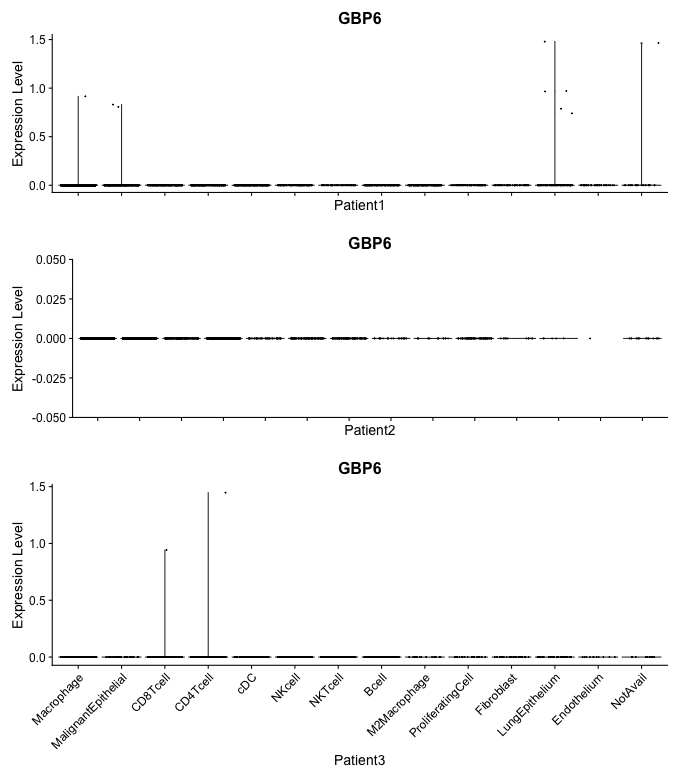 GBP6
Expression Level
1.5
1.0
0.5
0.0
Patient1
GBP6
Expression Level
0.050
0.025
0.000
-0.025
-0.050
Patient2
GBP6
Expression Level
1.5
1.0
0.5
0.0
Macrophage
MalignantEpithelial
CD8Tcell
CD4Tcell
cDC
NKcell
NKTcell
Bcell
M2Macrophage
ProliferatingCell
Fibroblast
LungEpithelium
Endothelium
NotAvail
Patient3